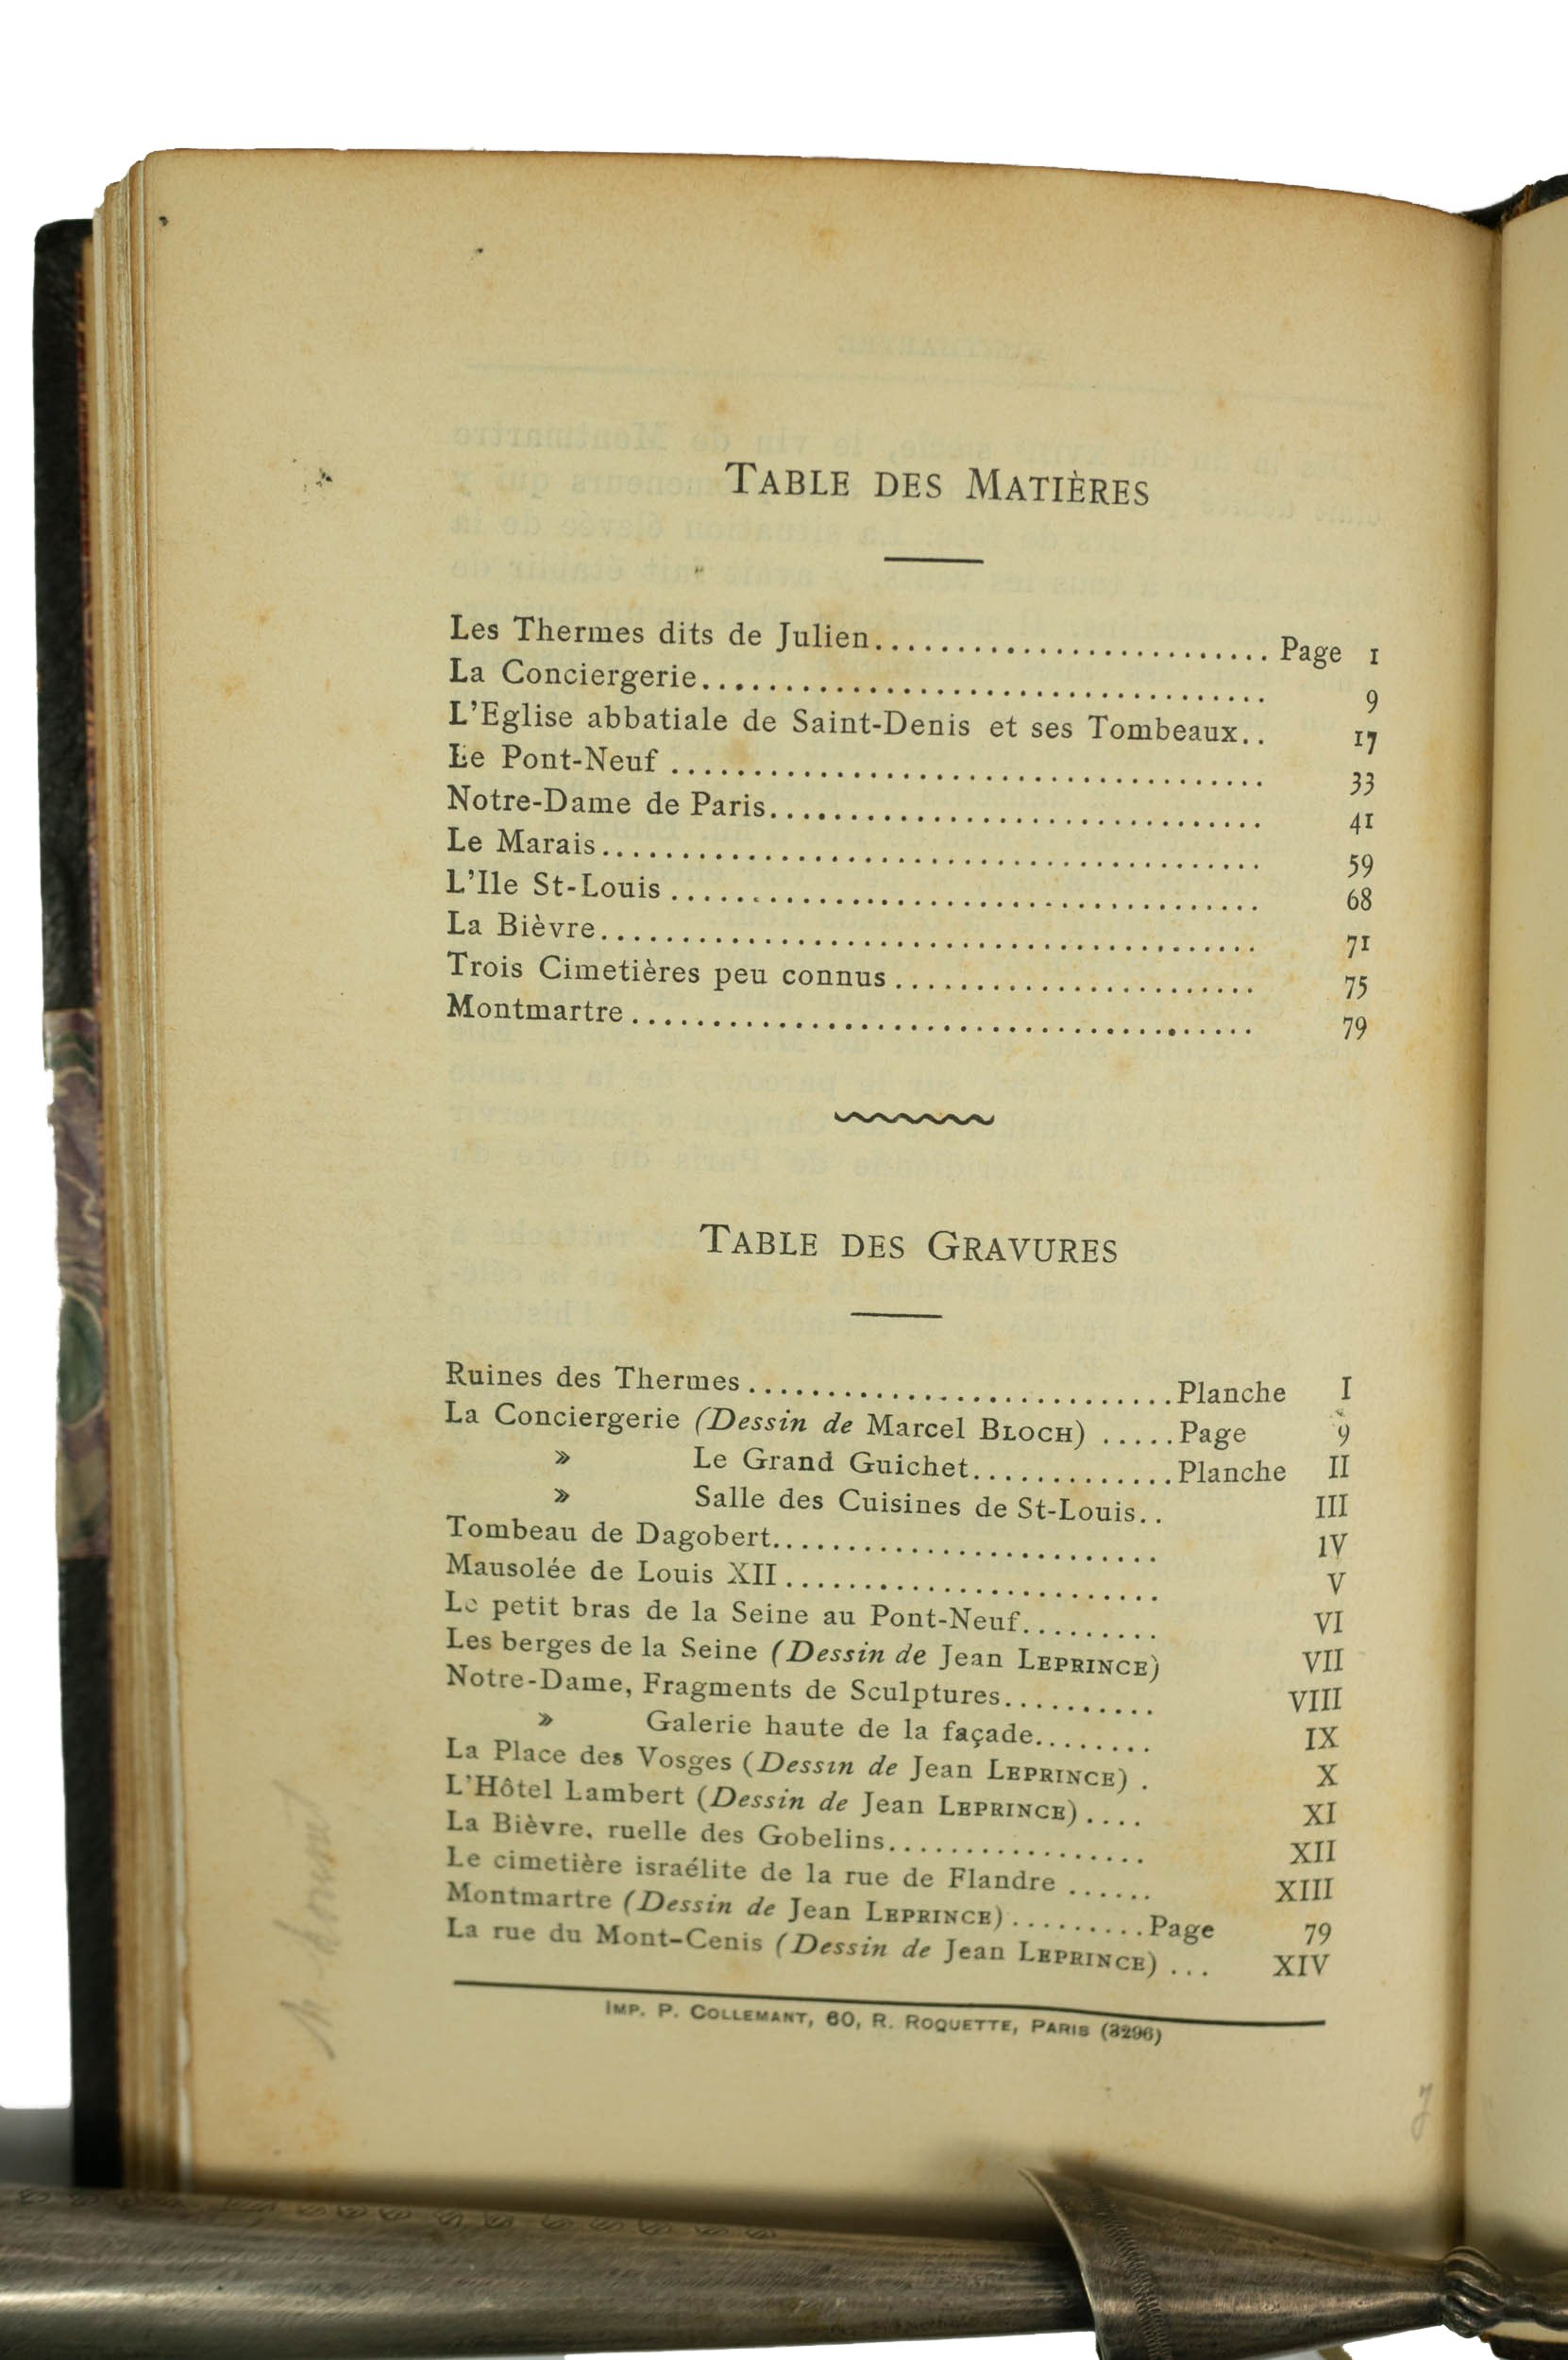 TABLE DES MATIÈRES
Les Thermes dits de Julien.......................... Page 1
La Conciergerie.................................... 9
L'Eglise abbatiale de Saint-Denis et ses Tombeaux.. 17
Le Pont-Neuf ..................................... 33
Notre-Dame de Paris............................... 41
Le Marais......................................... 59
L'Ile St-Louis .................................... 68
La Bièvre......................................... 71
Trois Cimetières peu connus ....................... 75
Montmartre ....................................... 79
TABLE DES GRAVURES
Ruines des Thermes ............................Planche I
La Conciergerie (Dessin de Marcel BLOCH) .....Page 9
» Le Grand Guichet.............Planche II
» Salle des Cuisines de St-Louis.. III
Tombeau de Dagobert......................... IV
Mausolée de Louis XII ........................ V
Le petit bras de la Seine au Pont-Neuf......... VI
Les berges de la Seine (Dessin de Jean LEPRINCE) VII
Notre-Dame, Fragments de Sculptures.......... VIII
» Galerie haute de la façade........ IX
La Place des Vosges (Dessin de Jean LEPRINCE) . X
L'Hôtel Lambert (Dessin de Jean LEPRINCE) .... XI
La Bièvre, ruelle des Gobelins................. XII
Le cimetière israélite de la rue de Flandre ...... XIII
Montmartre (Dessin de Jean LEPRINCE) .........Page 79
La rue du Mont-Cenis (Dessin de Jean LEPRINCE) ... XIV
IMP. P. COLLEMANT, 60, R. ROQUETTE, PARIS (3296)